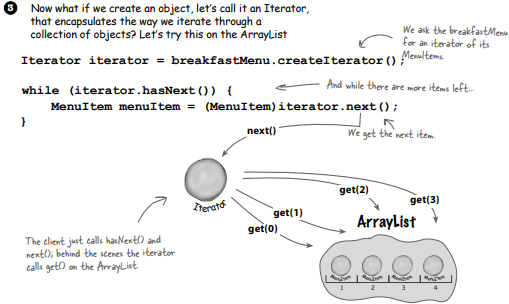 3 Now what if we create an object, let's call it an Iterator,
that encapsulates the way we iterate through a
collection of objects? Let's try this on the ArrayList
We ask the breakfastMenu
for an iterator of its
MenuItems.
Iterator iterator = breakfastMenu.createIterator();
And while there are more items left...
while (iterator.hasNext()) {
MenuItem menuItem = (MenuItem)iterator.next();
}
We get the next item.
next()
Iterator
get(2)
get(3)
get(1)
get(0)
ArrayList
The client just calls hasNext() and
next(); behind the scenes the iterator
calls get() on the ArrayList
MenuItem MenuItem MenuItem MenuItem
1 2 3 4